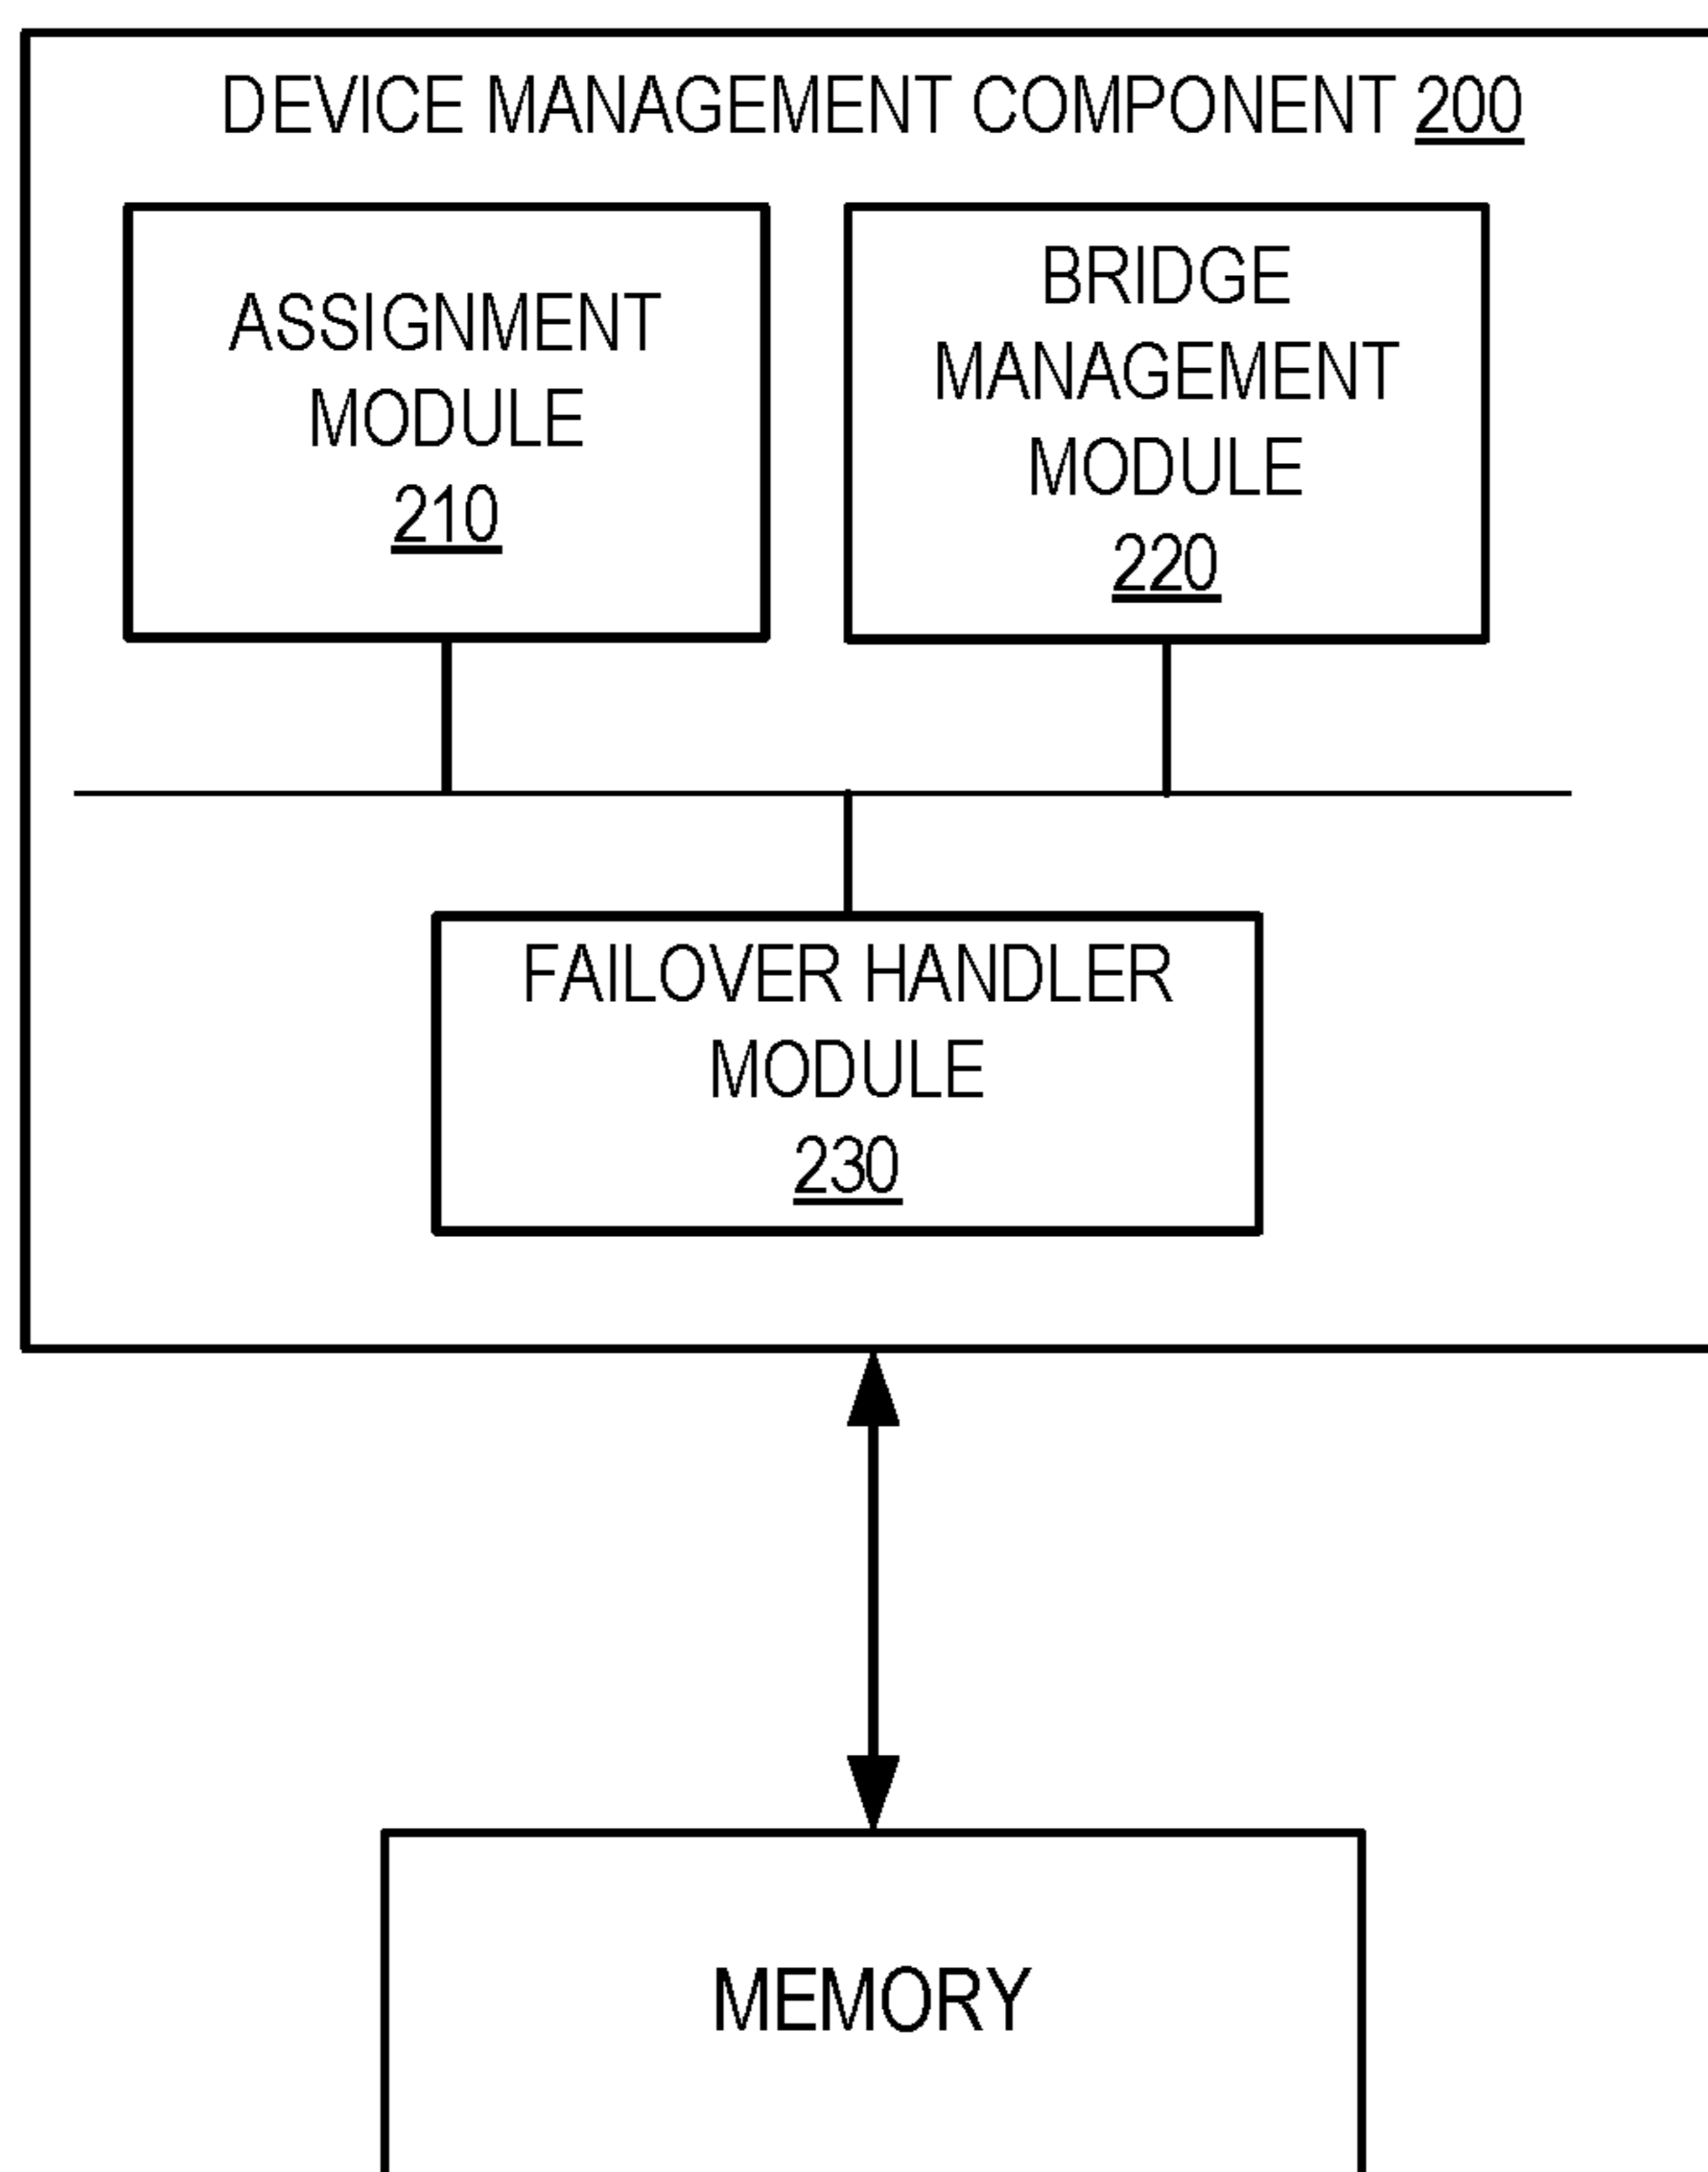 DEVICE MANAGEMENT COMPONENT 200
ASSIGNMENT
MODULE
210
BRIDGE
MANAGEMENT
MODULE
220
FAILOVER HANDLER
MODULE
230
MEMORY